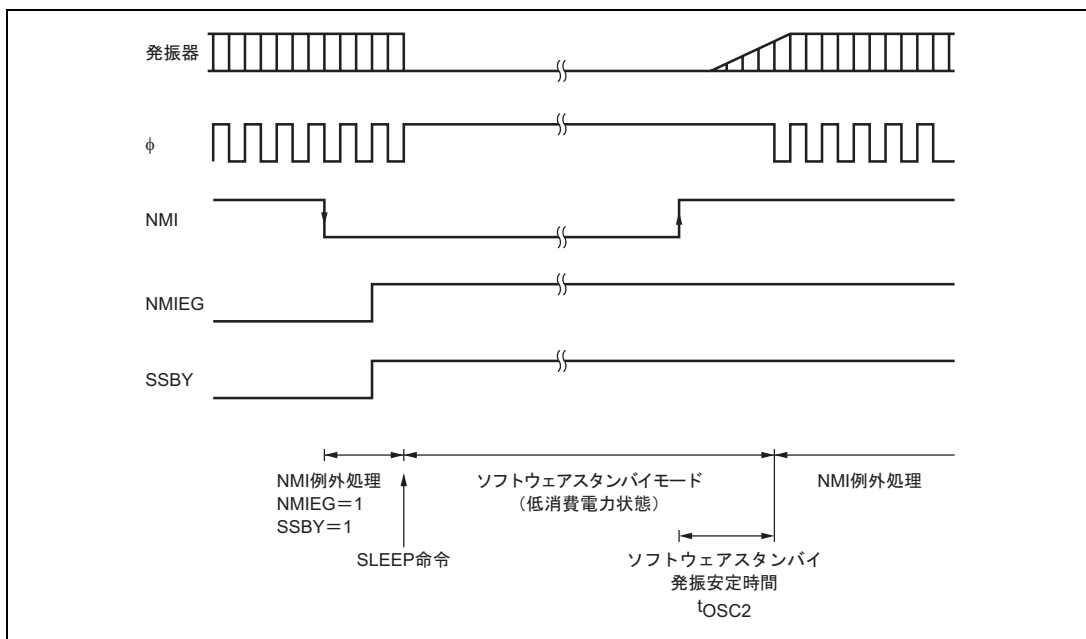 発振器
φ
NMI
NMIEG
SSBY
NMI例外処理
NMIEG＝1
SSBY＝1
SLEEP命令
ソフトウェアスタンバイモード
（低消費電力状態）
NMI例外処理
ソフトウェアスタンバイ
発振安定時間
tOSC2